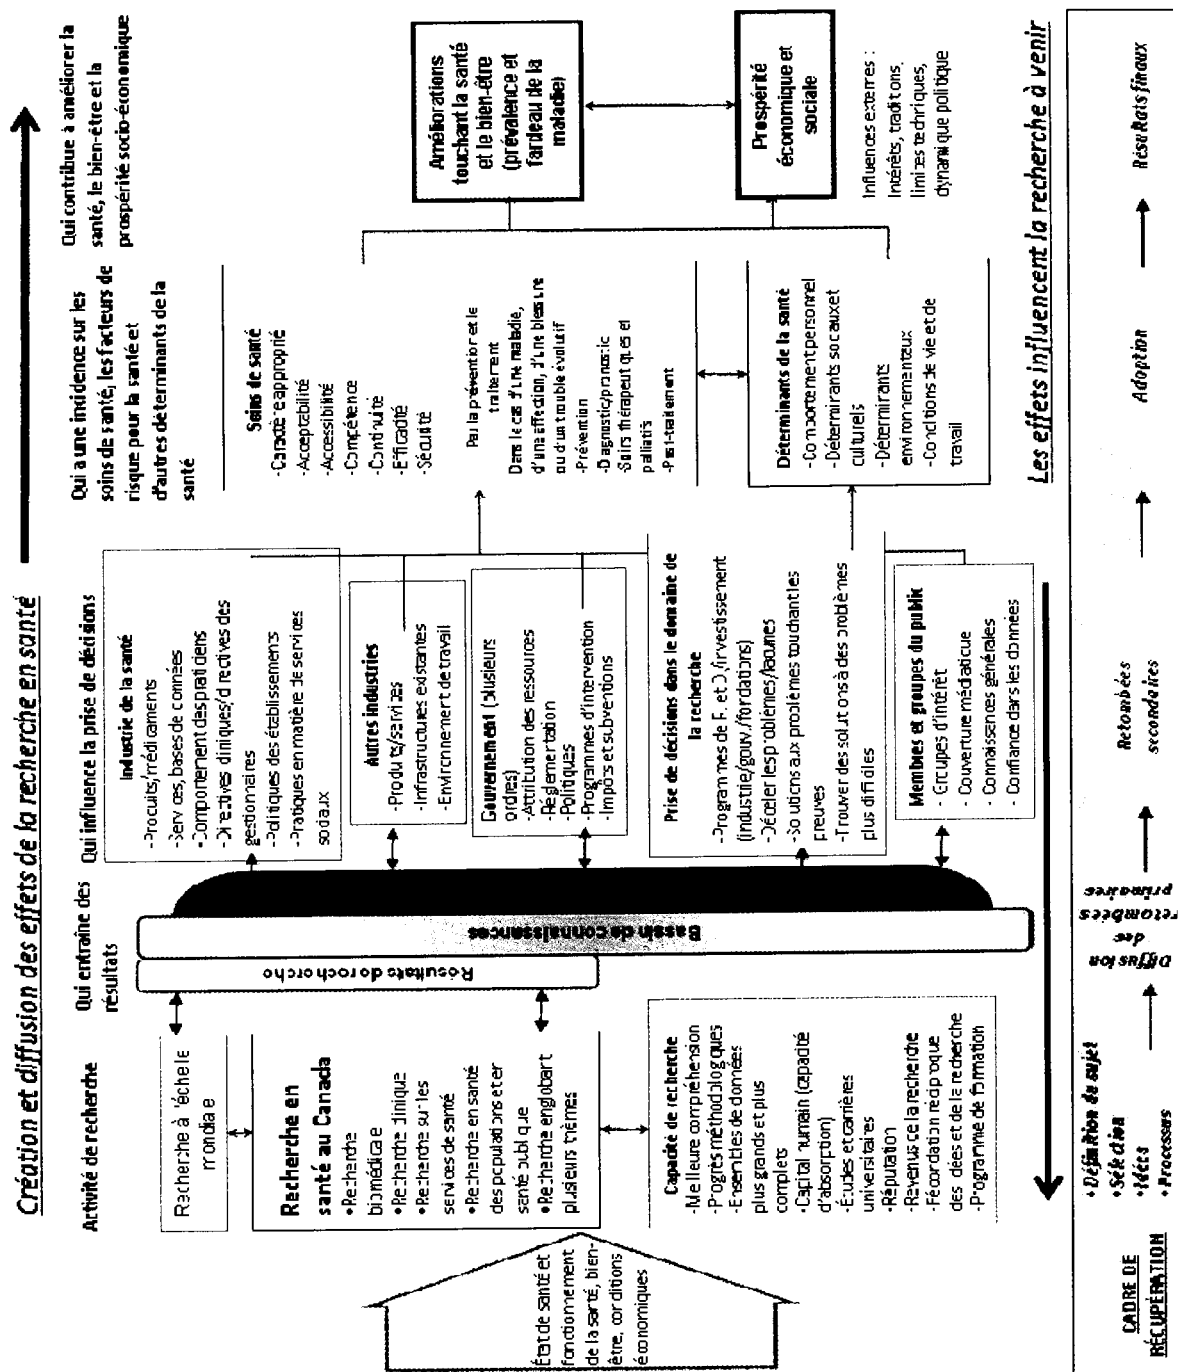 Création et diffusion des effets de la recherche en santé
Activité de recherche
Qui entraine des
résultats
Qui influence la prise de décisions
Qui a une incidence sur les
soins de santé, les facteurs de
risque pour la santé et
d'autres déterminants de la
santé
Qui contribue à améliorer la
santé, le bien-être et la
prospérité socio-économique
État de santé et
fonctionnement
de la santé, bien-
être, conditions
économiques
Recherche à l'échelle
mondiale
Recherche en
santé au Canada
•Recherche
biomédicale
•Recherche clinique
•Recherche sur les
services de santé
•Recherche en santé
des populations et en
santé publique
•Recherche englobant
plusieurs thèmes
Capacité de recherche
-Meilleure compréhension
-Progrès méthodologiques
-Ensembles de données
plus grands et plus
complets
-Capital humain (capacité
d'absorption)
-Études et carrières
universitaires
-Réputation
-Revenus de la recherche
-Fécondation réciproque
des idées et de la recherche
-Programme de formation
Résultats de recherche
Bassin de connaissances
Industrie de la santé
-Produits/médicaments
-Services, bases de données
•Comportement des praticiens
-Directives cliniques/directives des
gestionnaires
-Politiques des établissements
-Pratiques en matière de services
sociaux
Autres industries
-Produits/services
-Infrastructures existantes
-Environnement de travail
Gouvernement (plusieurs
ordres)
-Attribution des ressources
-Réglementation
-Politiques
-Programmes d'intervention
-Impôts et subventions
Prise de décisions dans le domaine de
la recherche
-Programmes de R. et D./investissement
(industrie/gouv./fondations)
-Déceler les problèmes/lacunes
-Solutions aux problèmes touchant les
preuves
-Trouver des solutions à des problèmes
plus difficiles
Membres et groupes du public
- Groupes d'intérêt
-Couverture médiatique
-Connaissances générales
-Confiance dans les données
Soins de santé
-Caractère approprié
-Acceptabilité
-Accessibilité
-Compétence
-Continuité
-Efficacité
-Sécurité
Par la prévention et le
traitement
Dans le cas d'une maladie,
d'une affection, d'une blessure
ou d'un trouble évolutif
-Prévention
-Diagnostic/pronostic
-Soins thérapeutiques et
palliatifs
-Post-traitement
Déterminants de la santé
-Comportement personnel
-Déterminants sociaux et
culturels
-Déterminants
environnementaux
-Conditions de vie et de
travail
Améliorations
touchant la santé
et le bien-être
(prévalence et
fardeau de la
maladie)
Prospérité
économique et
sociale
Influences externes :
Intérêts, traditions,
limites techniques,
dynamique politique
Les effets influencent la recherche à venir
CADRE DE
RÉCUPÉRATION
• Définition du sujet
• Sélection
• Idées
• Processus
Diffusion
des
retombées
primaires
Retombées
secondaires
Adoption
Résultats finaux